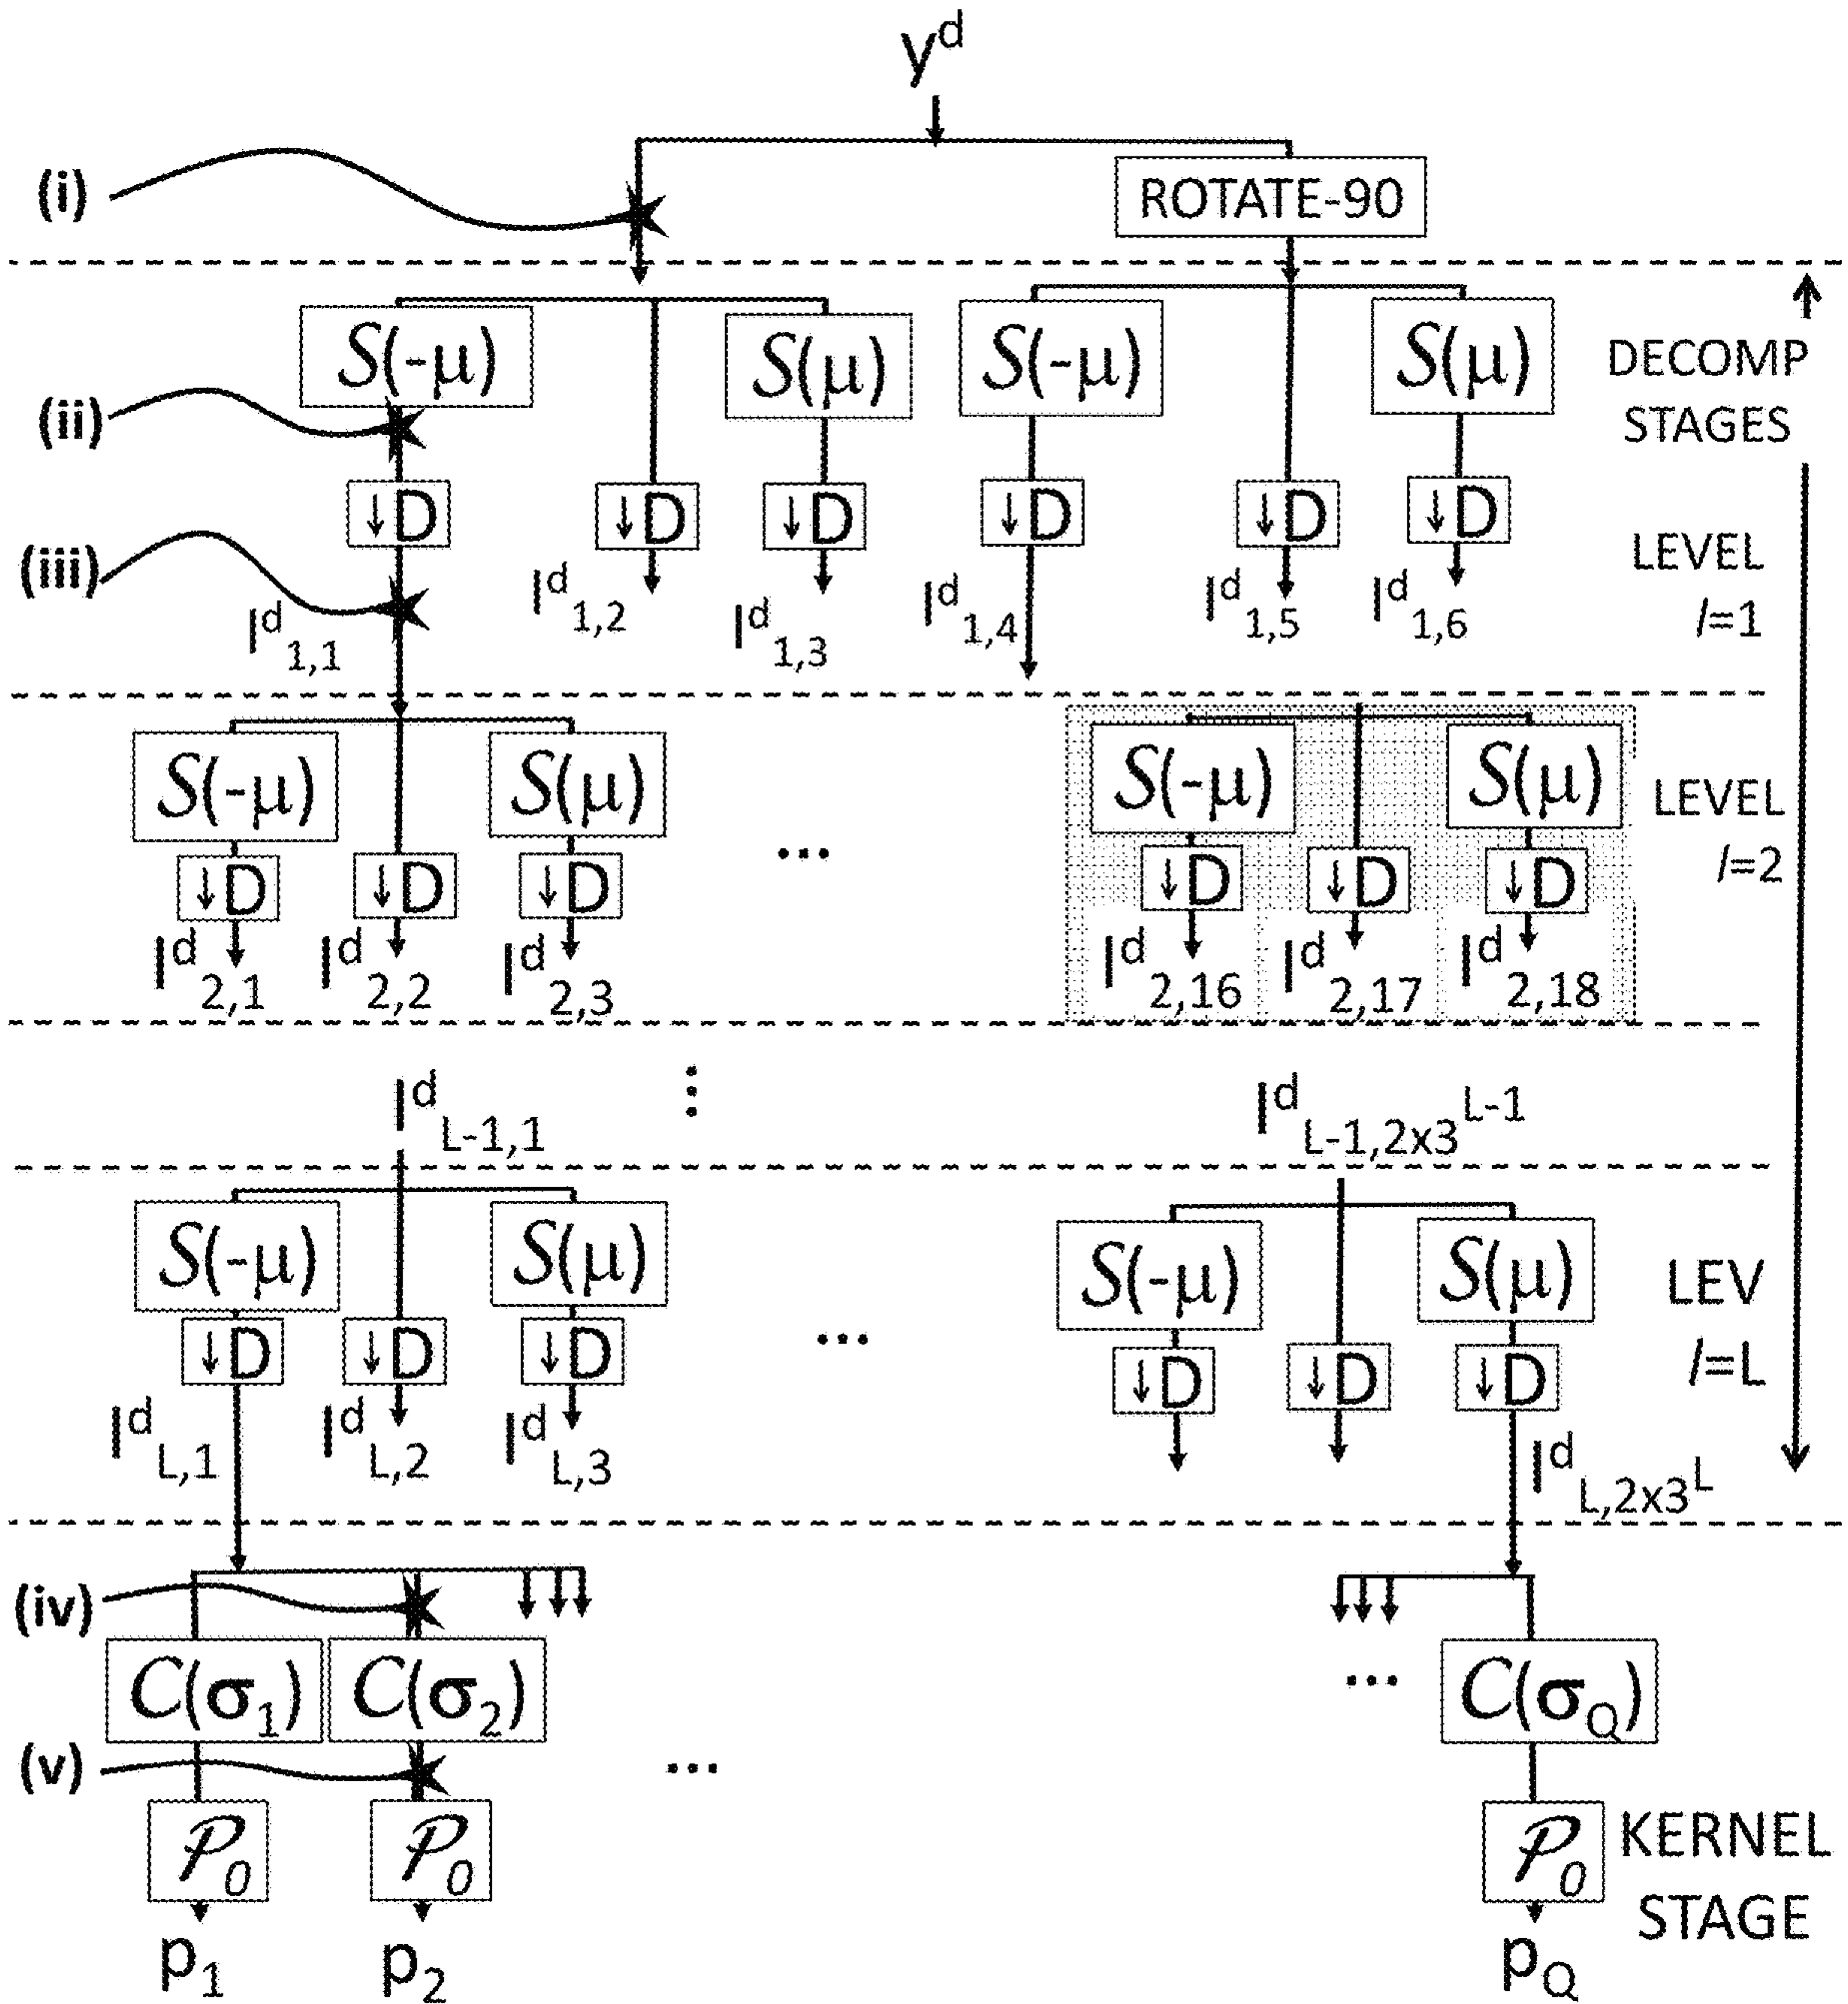 y^d
(i)
ROTATE-90
S(-μ) S(μ) S(-μ) S(μ)
DECOMP
STAGES
(ii)
↓D ↓D ↓D ↓D ↓D ↓D
(iii)
LEVEL
l=1
I^d_1,1 I^d_1,2 I^d_1,3 I^d_1,4 I^d_1,5 I^d_1,6
S(-μ) S(μ) ... S(-μ) S(μ)
LEVEL
l=2
↓D ↓D ↓D ↓D ↓D ↓D
I^d_2,1 I^d_2,2 I^d_2,3 I^d_2,16 I^d_2,17 I^d_2,18
I^d_L-1,1 ⋮ I^d_L-1,2x3^L-1
S(-μ) S(μ) ... S(-μ) S(μ)
LEV
l=L
↓D ↓D ↓D ↓D ↓D ↓D
I^d_L,1 I^d_L,2 I^d_L,3 I^d_L,2x3^L
(iv)
C(σ_1) C(σ_2) ... C(σ_Q)
(v)
...
P_0 P_0 P_0
KERNEL
STAGE
p_1 p_2 p_Q